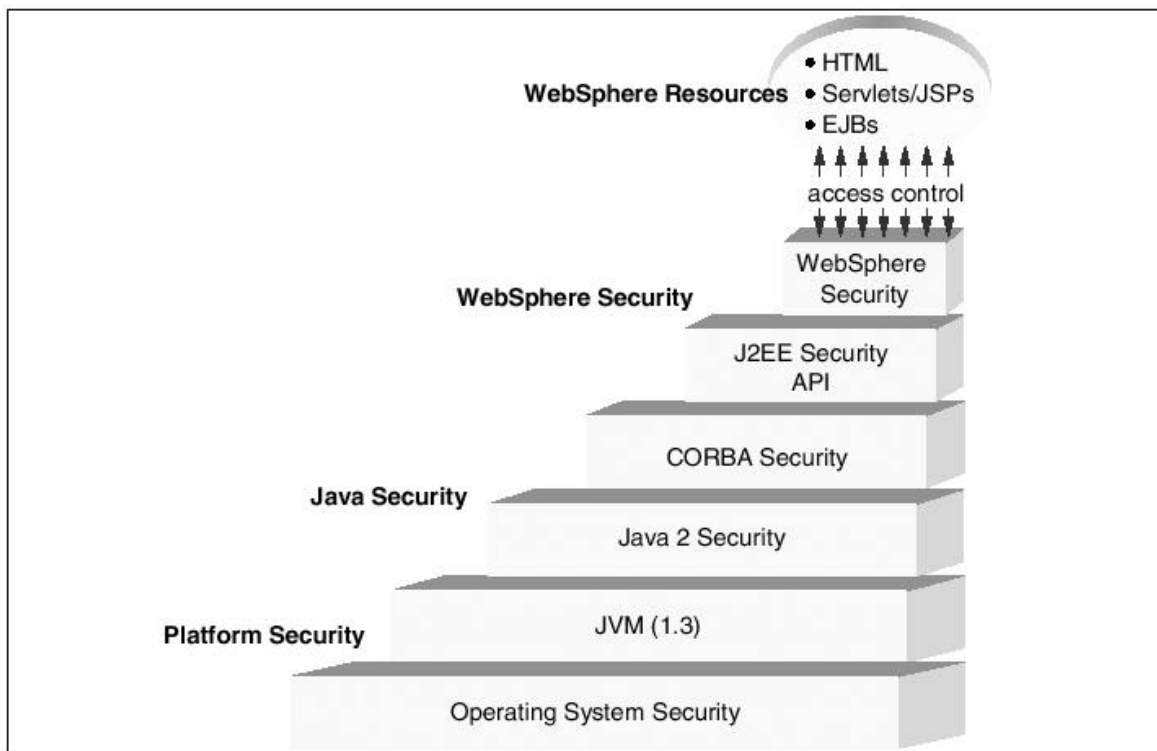 • HTML
WebSphere Resources • Servlets/JSPs
• EJBs
access control
WebSphere
Security
WebSphere Security
J2EE Security
API
CORBA Security
Java Security
Java 2 Security
JVM (1.3)
Platform Security
Operating System Security